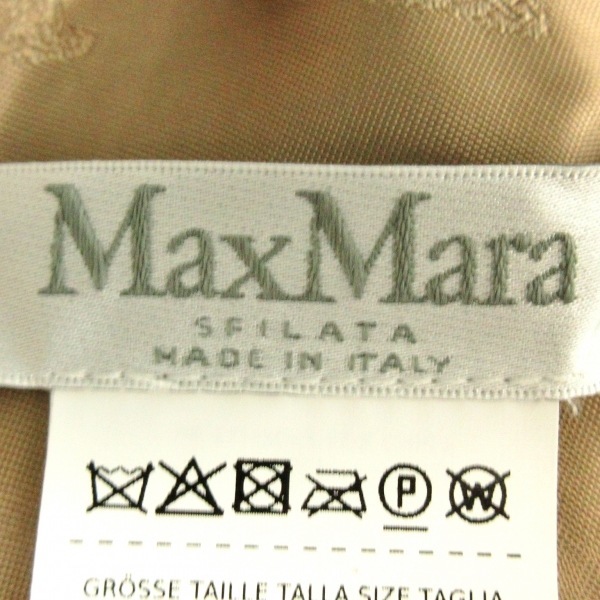 MaxMara
SFILATA
MADE IN ITALY
P W
GRÖSSE TAILLE TALLA SIZE TAGLIA